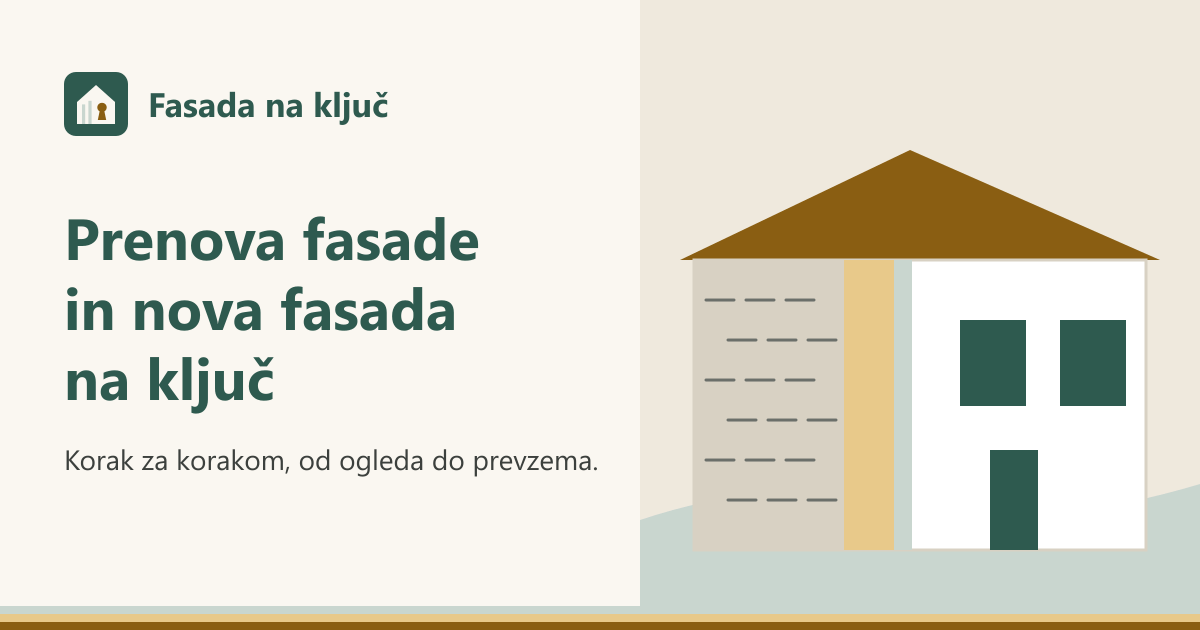 Fasada na ključ
Prenova fasade
in nova fasada
na ključ
Korak za korakom, od ogleda do prevzema.